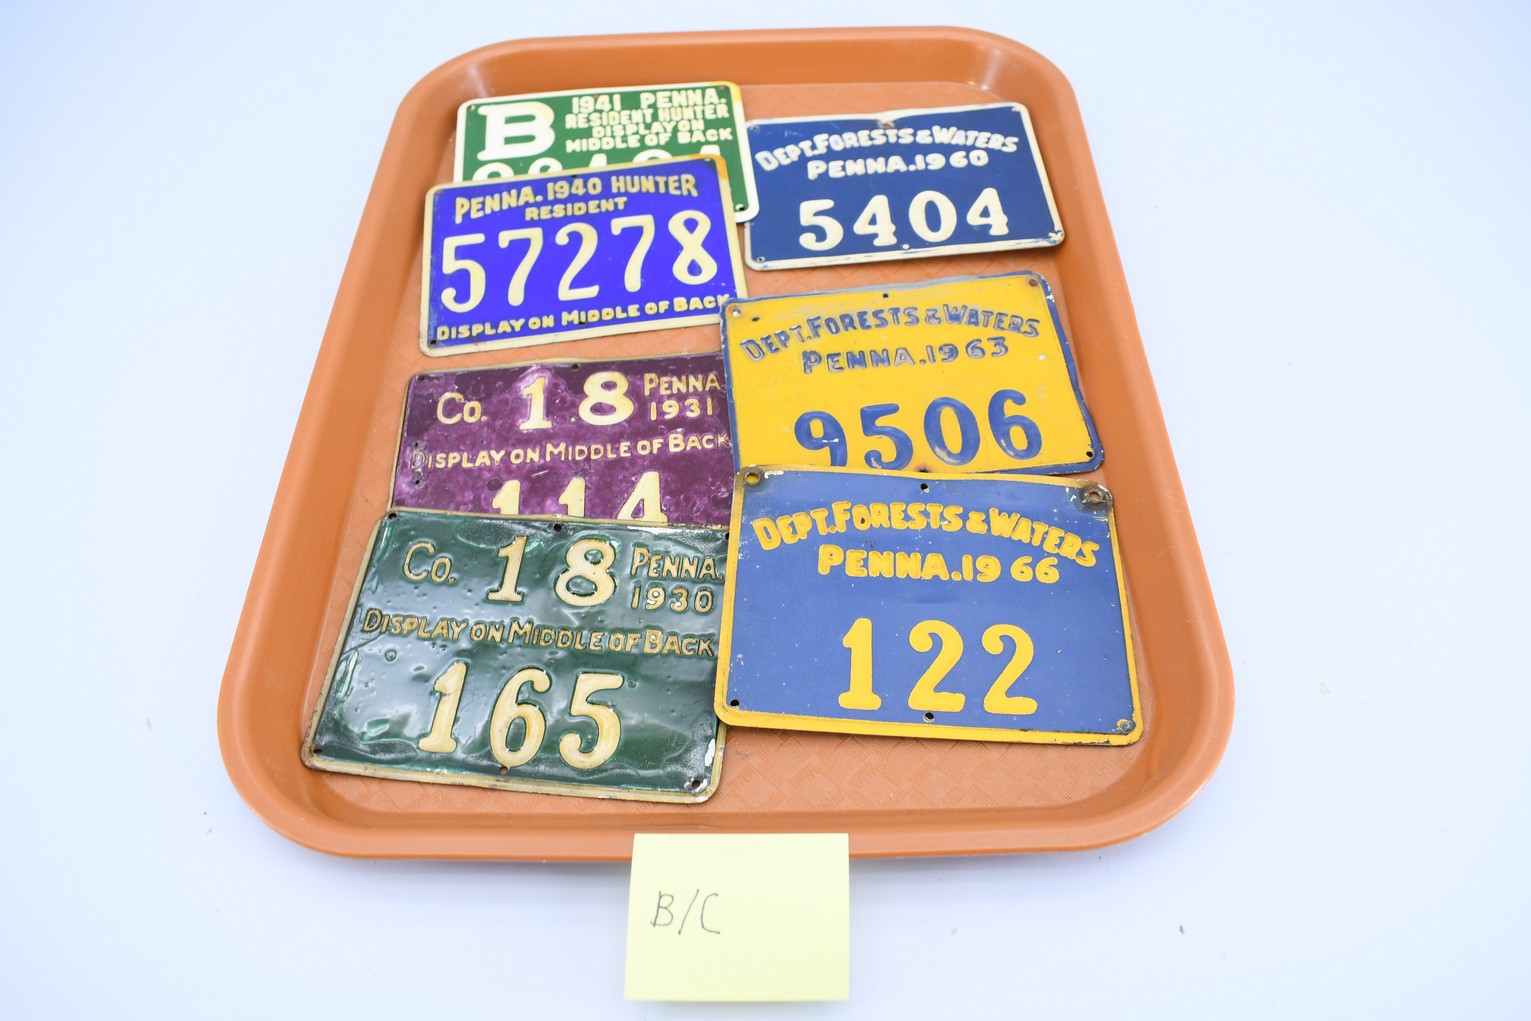 B
1941 PENNA.
RESIDENT HUNTER
DISPLAY ON
MIDDLE OF BACK
PENNA. 1940 HUNTER
RESIDENT
57278
DISPLAY ON MIDDLE OF BACK
Co. 18 PENNA
1931
DISPLAY ON MIDDLE OF BACK
114
Co. 18 PENNA.
1930
DISPLAY ON MIDDLE OF BACK
165
DEPT. FORESTS & WATERS
PENNA. 1960
5404
DEPT. FORESTS & WATERS
PENNA. 1963
9506
DEPT. FORESTS & WATERS
PENNA. 1966
122
B/C